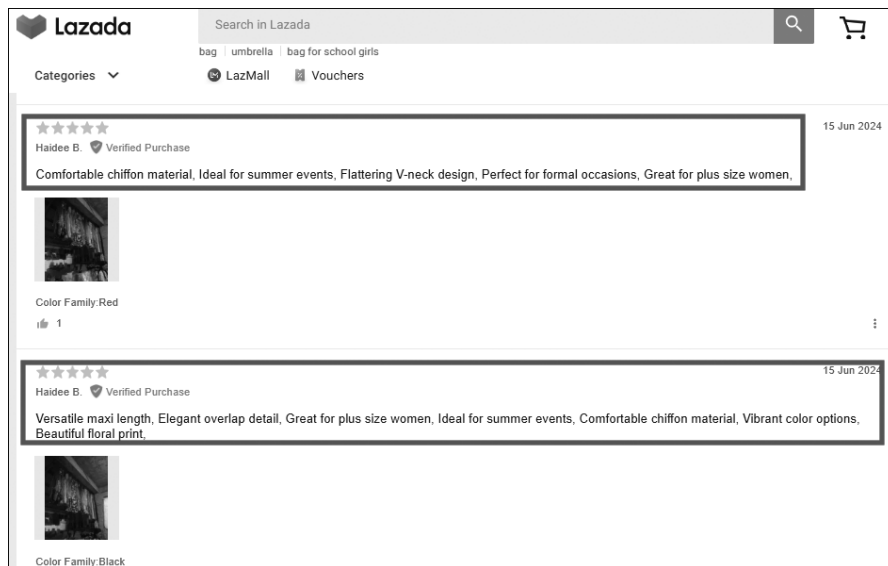 Lazada
Search in Lazada
bag umbrella bag for school girls
Categories LazMall Vouchers
15 Jun 2024
Haidee B. Verified Purchase
Comfortable chiffon material, Ideal for summer events, Flattering V-neck design, Perfect for formal occasions, Great for plus size women,
Color Family:Red
1
15 Jun 2024
Haidee B. Verified Purchase
Versatile maxi length, Elegant overlap detail, Great for plus size women, Ideal for summer events, Comfortable chiffon material, Vibrant color options,
Beautiful floral print,
Color Family:Black